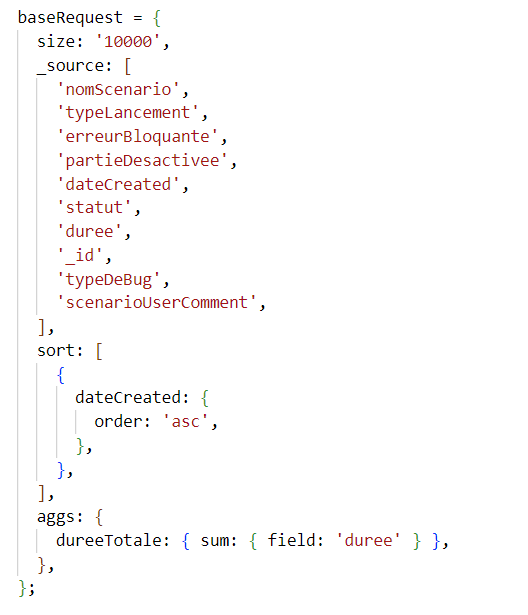 baseRequest = {
  size: '10000',
  _source: [
    'nomScenario',
    'typeLancement',
    'erreurBloquante',
    'partieDesactivee',
    'dateCreated',
    'statut',
    'duree',
    '_id',
    'typeDeBug',
    'scenarioUserComment',
  ],
  sort: [
    {
      dateCreated: {
        order: 'asc',
      },
    },
  ],
  aggs: {
    dureeTotale: { sum: { field: 'duree' } },
  },
};